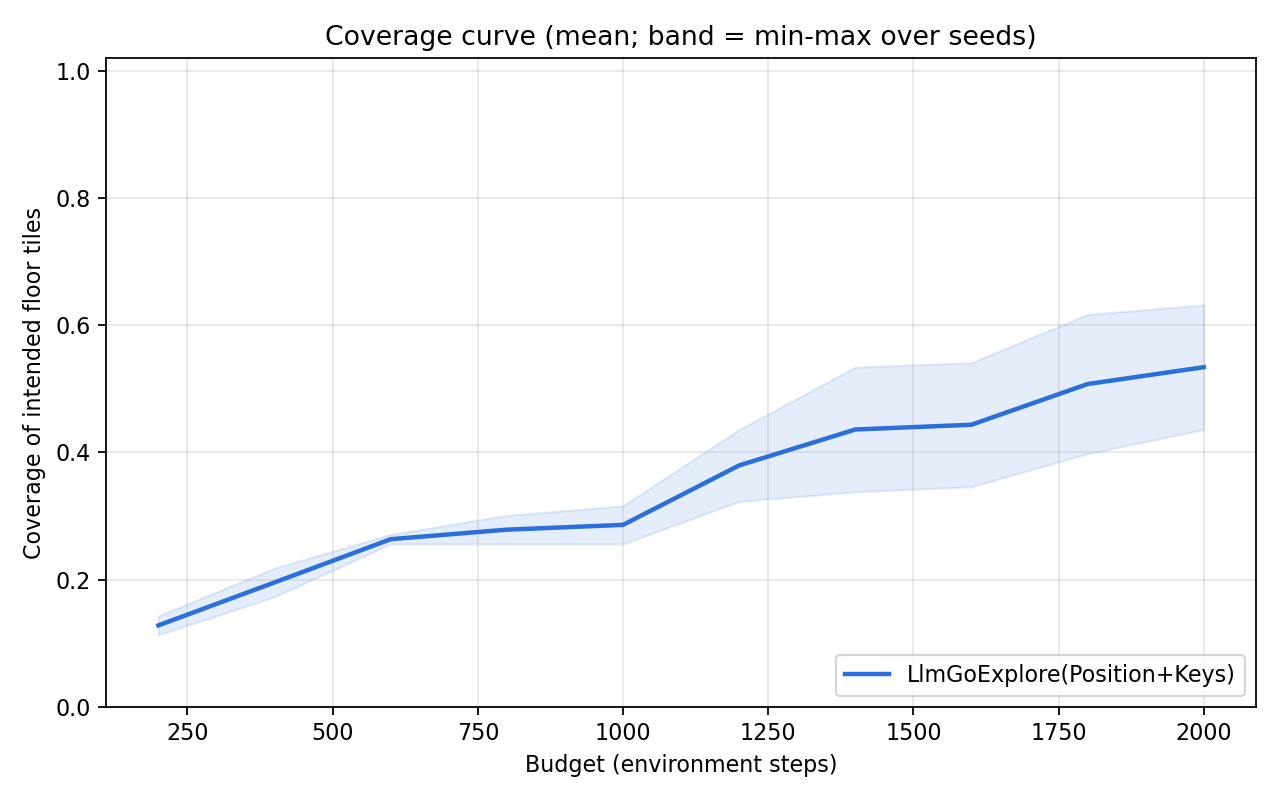 Coverage curve (mean; band = min-max over seeds)
Coverage of intended floor tiles
1.0
0.8
0.6
0.4
0.2
0.0
250 500 750 1000 1250 1500 1750 2000
Budget (environment steps)
LlmGoExplore(Position+Keys)